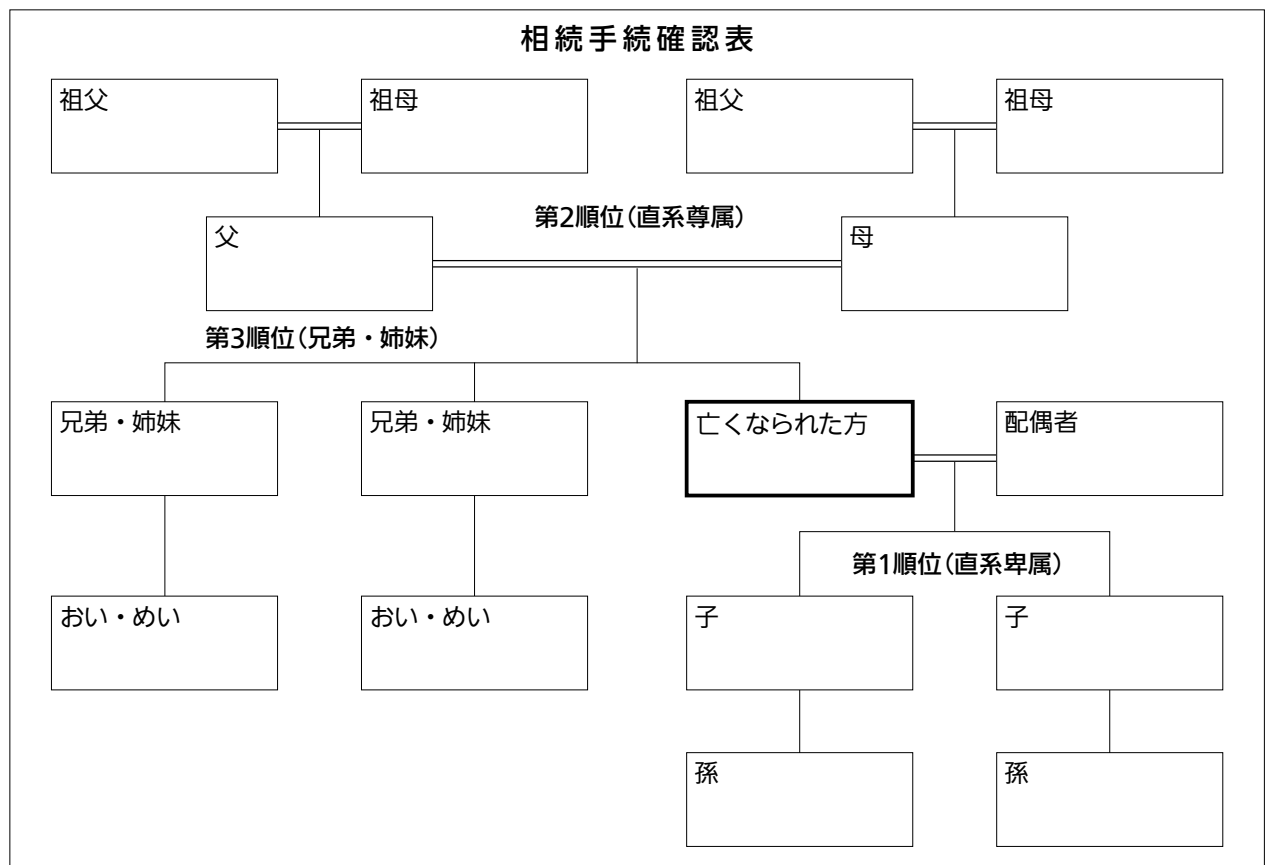 相続手続確認表
祖父
祖母
祖父
祖母
第2順位(直系尊属)
父
母
第3順位(兄弟・姉妹)
兄弟・姉妹
兄弟・姉妹
亡くなられた方
配偶者
第1順位(直系卑属)
おい・めい
おい・めい
子
子
孫
孫